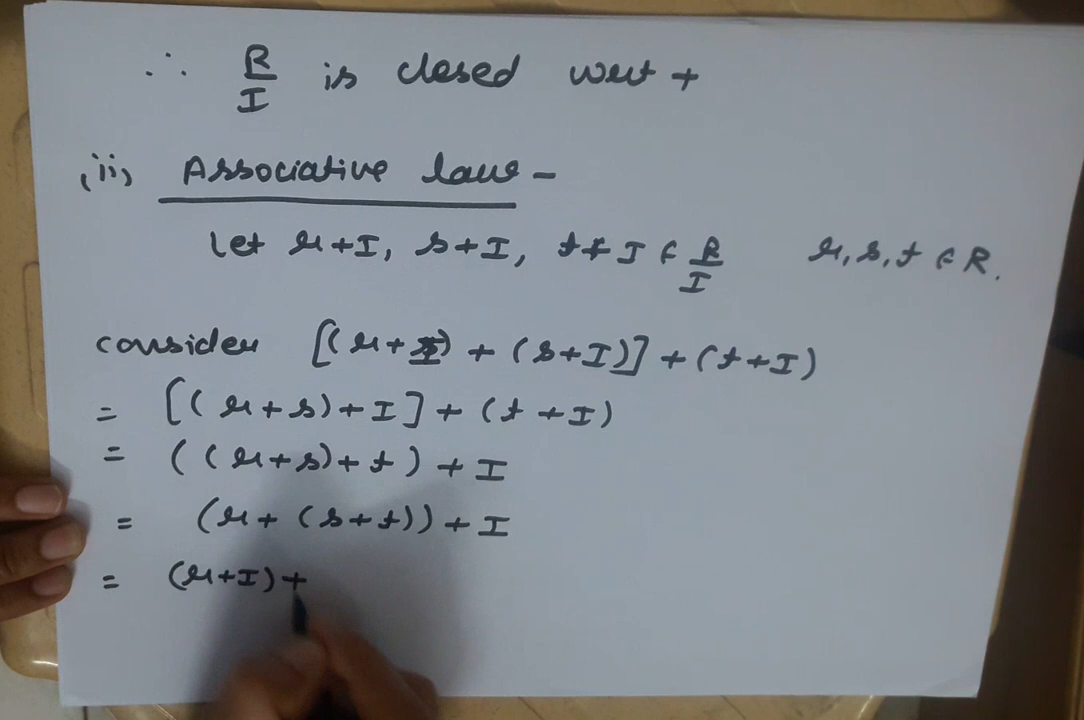 ∴ R/I is closed wrt +
(ii) Associative law -
Let r+I, s+I, t+I ∈ R/I r,s,t ∈ R.
consider [(r+I) + (s+I)] + (t+I)
= [(r+s)+I] + (t+I)
= ((r+s)+t) + I
= (r+(s+t)) + I
= (r+I) +